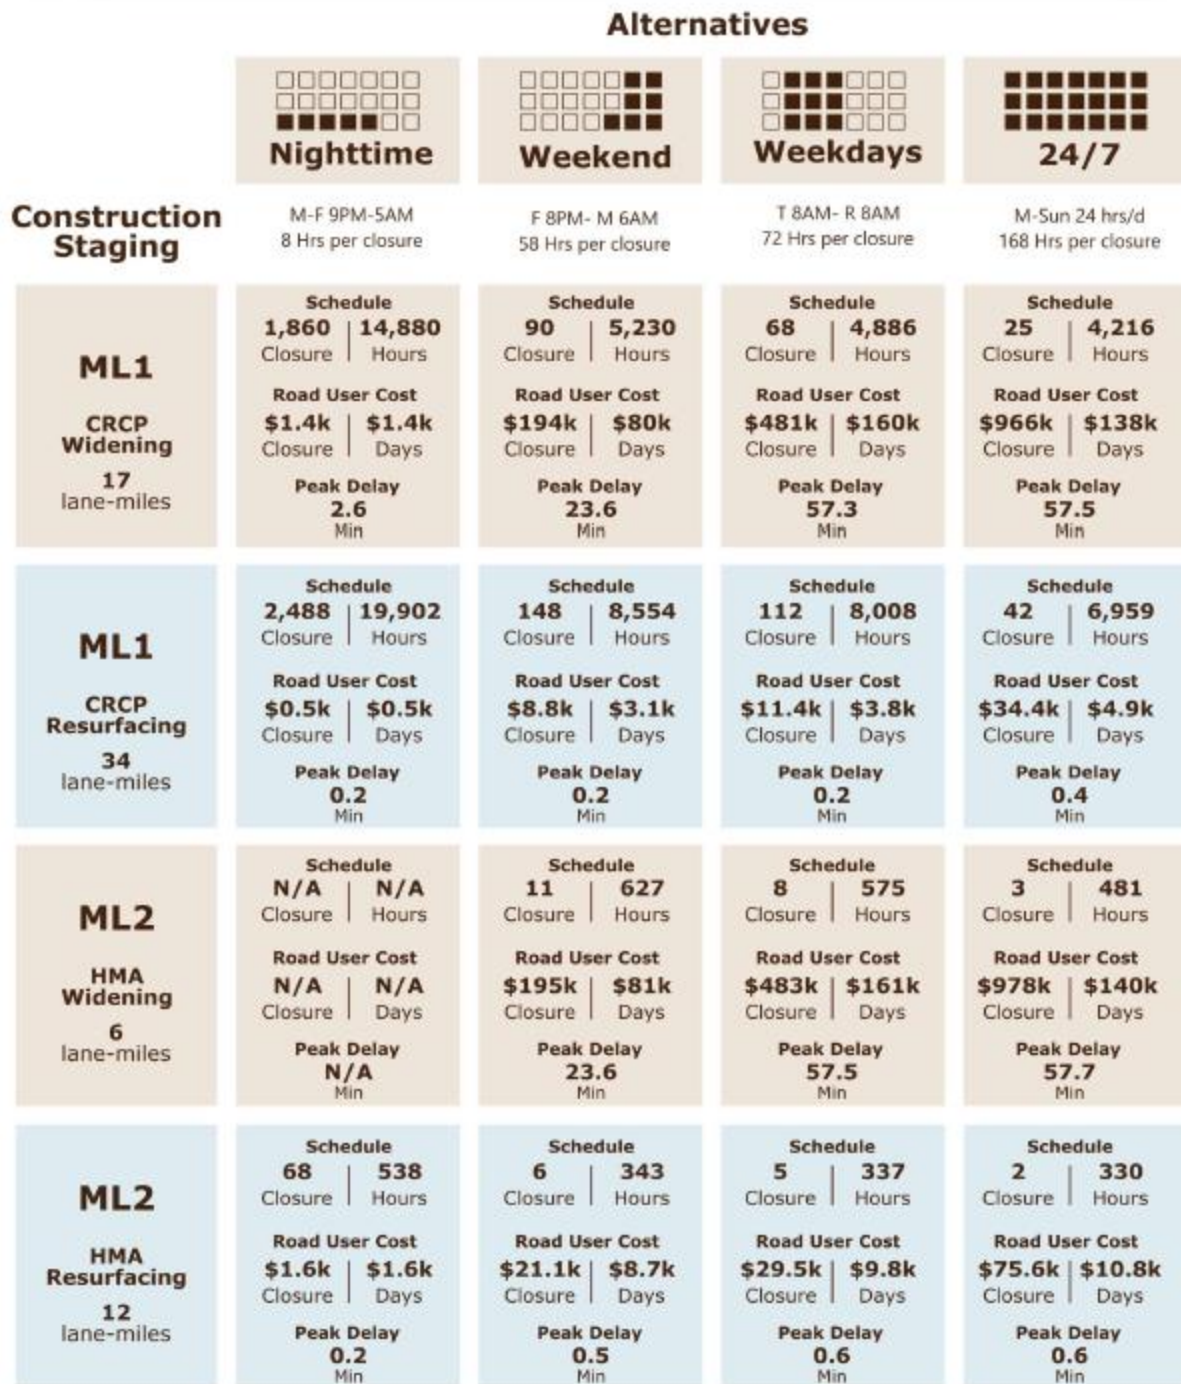 Alternatives
Nighttime Weekend Weekdays 24/7
Construction Staging
M-F 9PM-5AM F 8PM- M 6AM T 8AM- R 8AM M-Sun 24 hrs/d
8 Hrs per closure 58 Hrs per closure 72 Hrs per closure 168 Hrs per closure
ML1
CRCP
Widening
17
lane-miles
Schedule Schedule Schedule Schedule
1,860 | 14,880 90 | 5,230 68 | 4,886 25 | 4,216
Closure | Hours Closure | Hours Closure | Hours Closure | Hours
Road User Cost Road User Cost Road User Cost Road User Cost
$1.4k | $1.4k $194k | $80k $481k | $160k $966k | $138k
Closure | Days Closure | Days Closure | Days Closure | Days
Peak Delay Peak Delay Peak Delay Peak Delay
2.6 23.6 57.3 57.5
Min Min Min Min
ML1
CRCP
Resurfacing
34
lane-miles
Schedule Schedule Schedule Schedule
2,488 | 19,902 148 | 8,554 112 | 8,008 42 | 6,959
Closure | Hours Closure | Hours Closure | Hours Closure | Hours
Road User Cost Road User Cost Road User Cost Road User Cost
$0.5k | $0.5k $8.8k | $3.1k $11.4k | $3.8k $34.4k | $4.9k
Closure | Days Closure | Days Closure | Days Closure | Days
Peak Delay Peak Delay Peak Delay Peak Delay
0.2 0.2 0.2 0.4
Min Min Min Min
ML2
HMA
Widening
6
lane-miles
Schedule Schedule Schedule Schedule
N/A | N/A 11 | 627 8 | 575 3 | 481
Closure | Hours Closure | Hours Closure | Hours Closure | Hours
Road User Cost Road User Cost Road User Cost Road User Cost
N/A | N/A $195k | $81k $483k | $161k $978k | $140k
Closure | Days Closure | Days Closure | Days Closure | Days
Peak Delay Peak Delay Peak Delay Peak Delay
N/A 23.6 57.5 57.7
Min Min Min Min
ML2
HMA
Resurfacing
12
lane-miles
Schedule Schedule Schedule Schedule
68 | 538 6 | 343 5 | 337 2 | 330
Closure | Hours Closure | Hours Closure | Hours Closure | Hours
Road User Cost Road User Cost Road User Cost Road User Cost
$1.6k | $1.6k $21.1k | $8.7k $29.5k | $9.8k $75.6k | $10.8k
Closure | Days Closure | Days Closure | Days Closure | Days
Peak Delay Peak Delay Peak Delay Peak Delay
0.2 0.5 0.6 0.6
Min Min Min Min